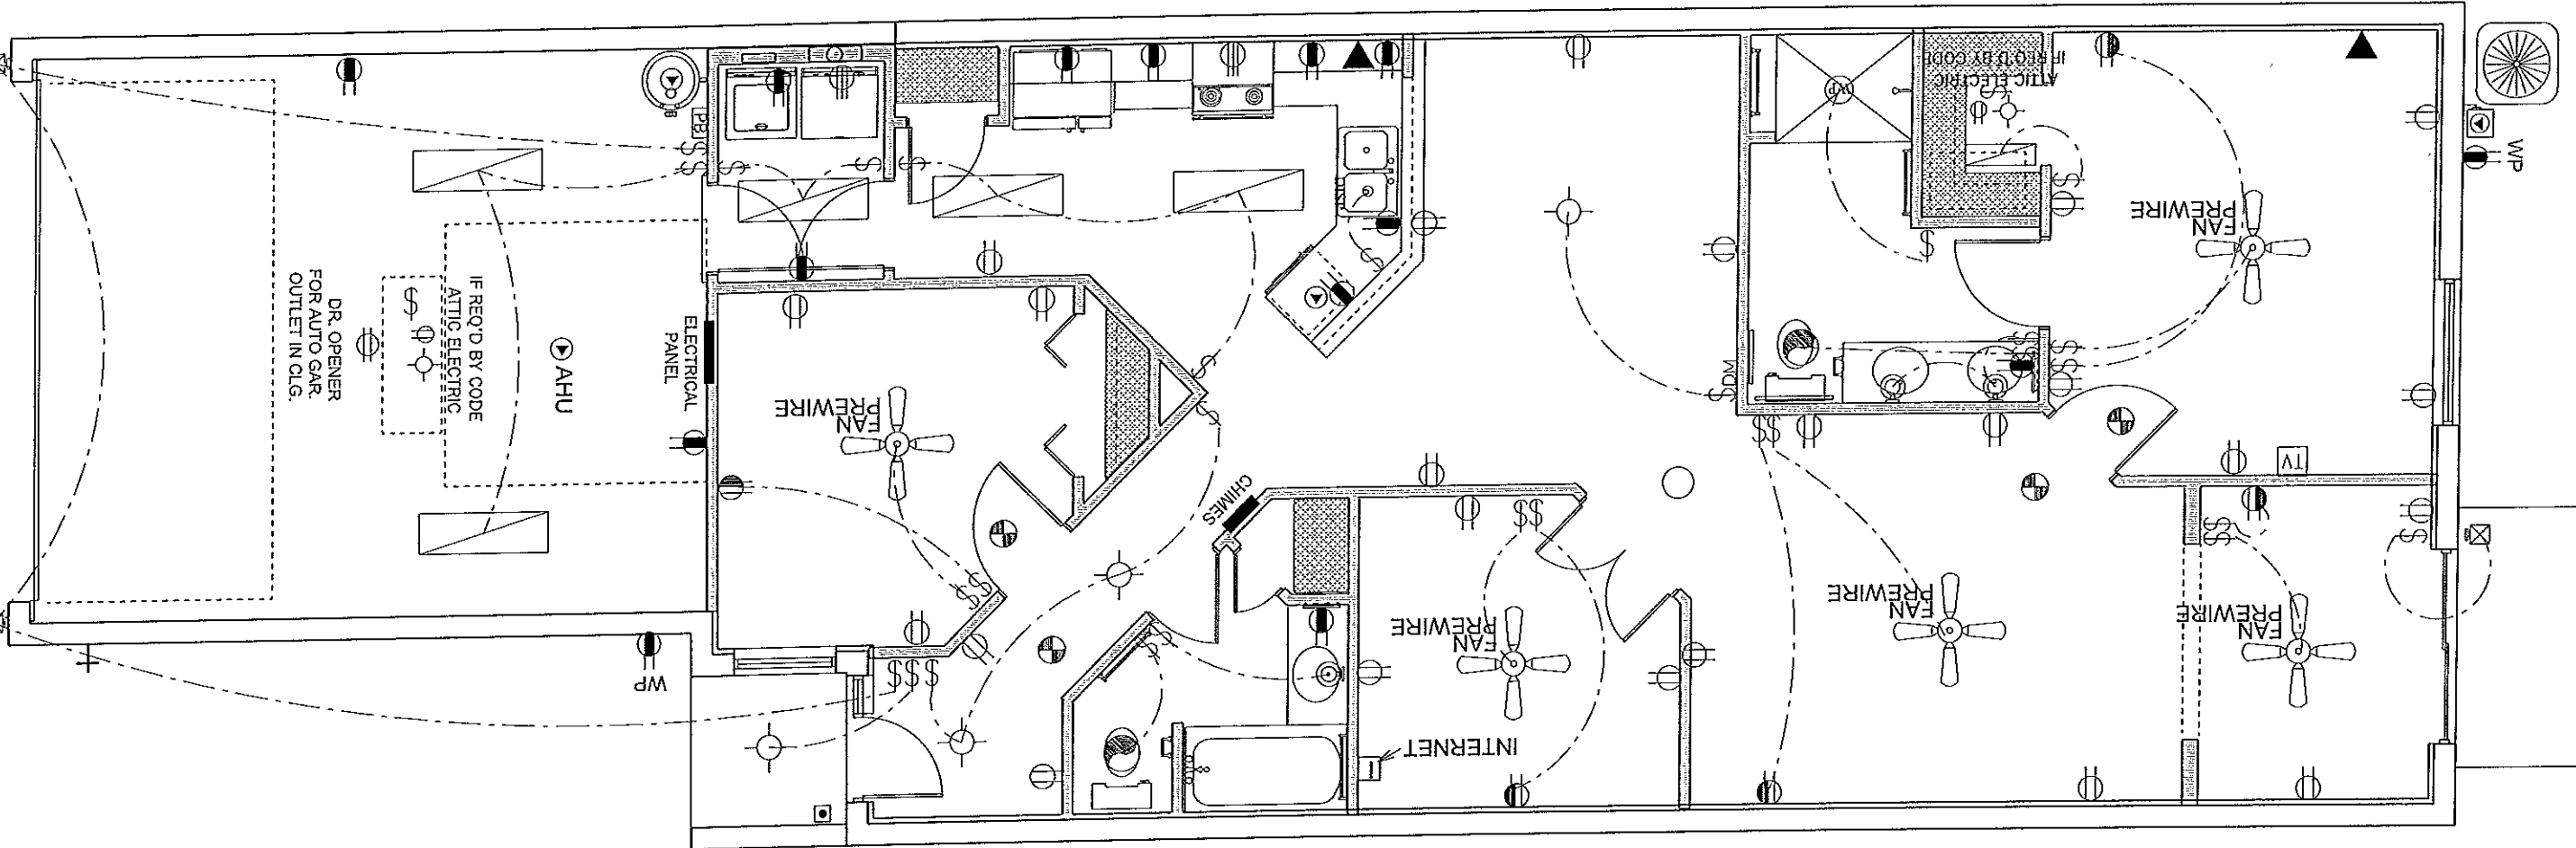 ATTIC ELECTRIC
IF REQ'D BY CODE
WP
WP
PB
DISP
FAN
PREWIRE
OUTLET IN CLG.
FOR AUTO GAR.
DR. OPENER
ATTIC ELECTRIC
IF REQ'D BY CODE
AHU
ELECTRICAL
PANEL
DM
FAN
PREWIRE
TV
CHIMES
FAN
PREWIRE
FAN
PREWIRE
FAN
PREWIRE
WP
INTERNET